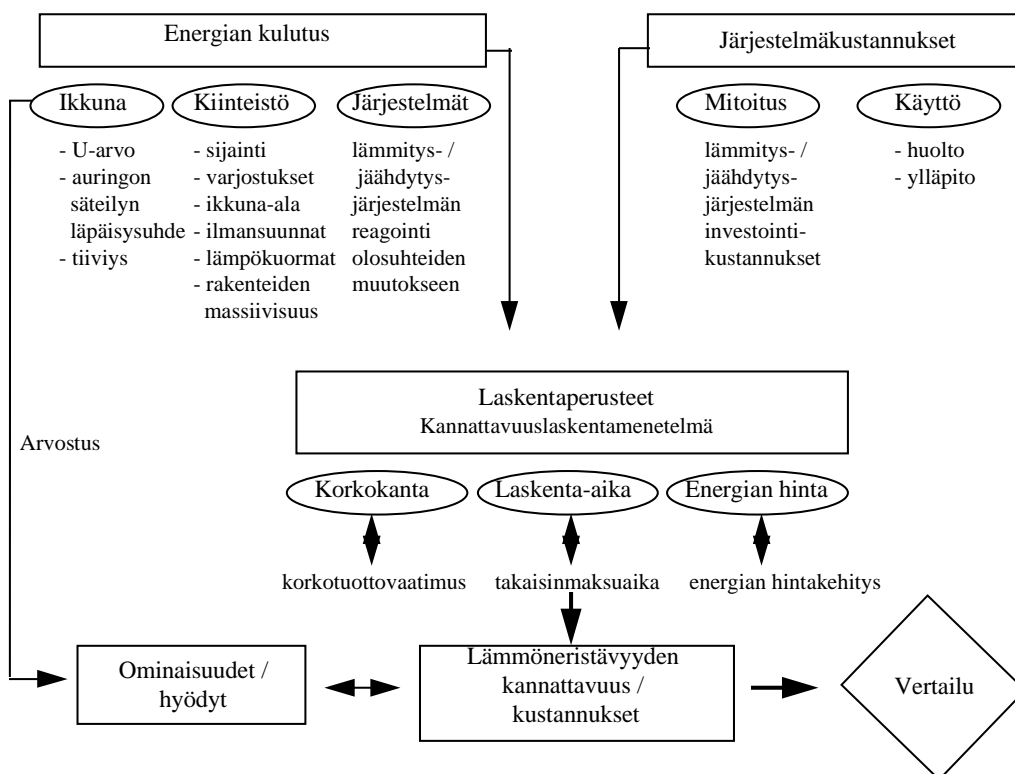 Energian kulutus
Järjestelmäkustannukset
Ikkuna
Kiinteistö
Järjestelmät
Mitoitus
Käyttö
- U-arvo
- auringon
säteilyn
läpäisysuhde
- tiiviys
- sijainti
- varjostukset
- ikkuna-ala
- ilmansuunnat
- lämpökuormat
- rakenteiden
massiivisuus
lämmitys- /
jäähdytys-
järjestelmän
reagointi
olosuhteiden
muutokseen
lämmitys- /
jäähdytys-
järjestelmän
investointi-
kustannukset
- huolto
- ylläpito
Laskentaperusteet
Kannattavuuslaskentamenetelmä
Arvostus
Korkokanta
Laskenta-aika
Energian hinta
korkotuottovaatimus
takaisinmaksuaika
energian hintakehitys
Ominaisuudet /
hyödyt
Lämmöneristävyyden
kannattavuus /
kustannukset
Vertailu